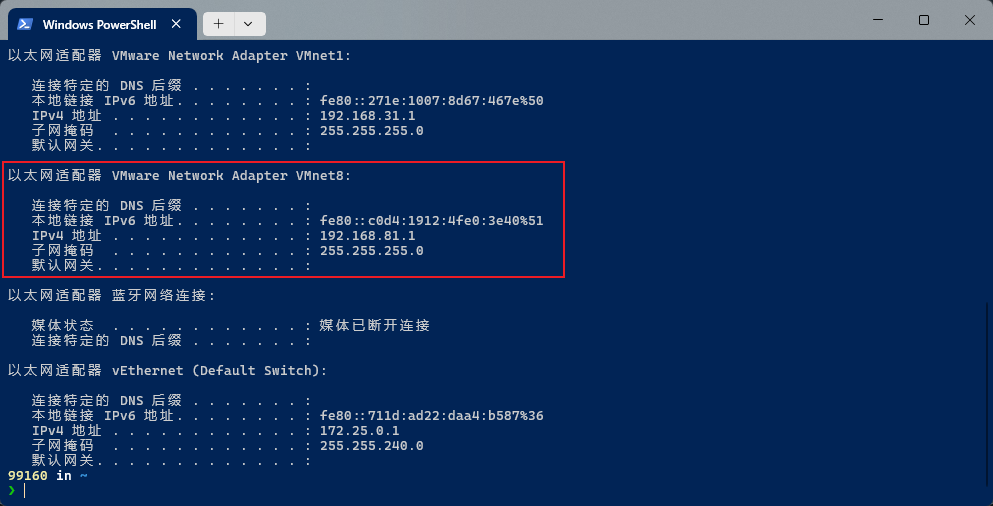 Windows PowerShell
以太网适配器 VMware Network Adapter VMnet1:
连接特定的 DNS 后缀 . . . . . . . :
本地链接 IPv6 地址. . . . . . . . : fe80::271e:1007:8d67:467e%50
IPv4 地址 . . . . . . . . . . . . : 192.168.31.1
子网掩码  . . . . . . . . . . . . : 255.255.255.0
默认网关. . . . . . . . . . . . . :
以太网适配器 VMware Network Adapter VMnet8:
连接特定的 DNS 后缀 . . . . . . . :
本地链接 IPv6 地址. . . . . . . . : fe80::c0d4:1912:4fe0:3e40%51
IPv4 地址 . . . . . . . . . . . . : 192.168.81.1
子网掩码  . . . . . . . . . . . . : 255.255.255.0
默认网关. . . . . . . . . . . . . :
以太网适配器 蓝牙网络连接:
媒体状态  . . . . . . . . . . . . : 媒体已断开连接
连接特定的 DNS 后缀 . . . . . . . :
以太网适配器 vEthernet (Default Switch):
连接特定的 DNS 后缀 . . . . . . . :
本地链接 IPv6 地址. . . . . . . . : fe80::711d:ad22:daa4:b587%36
IPv4 地址 . . . . . . . . . . . . : 172.25.0.1
子网掩码  . . . . . . . . . . . . : 255.255.240.0
默认网关. . . . . . . . . . . . . :
99160 in ~
❯